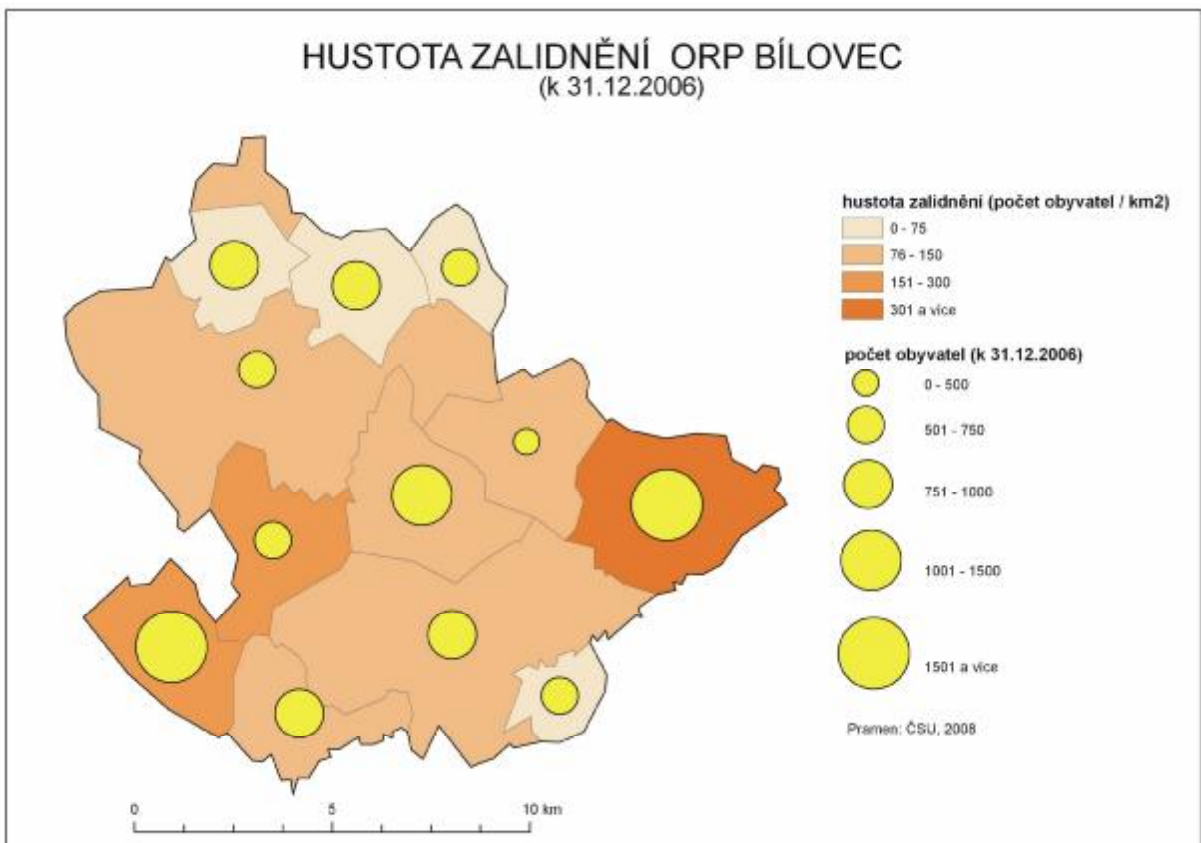 HUSTOTA ZALIDNĚNÍ ORP BÍLOVEC
(k 31.12.2006)
hustota zalidnění (počet obyvatel / km2)
0 - 75
76 - 150
151 - 300
301 a více
počet obyvatel (k 31.12.2006)
0 - 500
501 - 750
751 - 1000
1001 - 1500
1501 a více
Pramen: ČSU, 2008
0 5 10 km